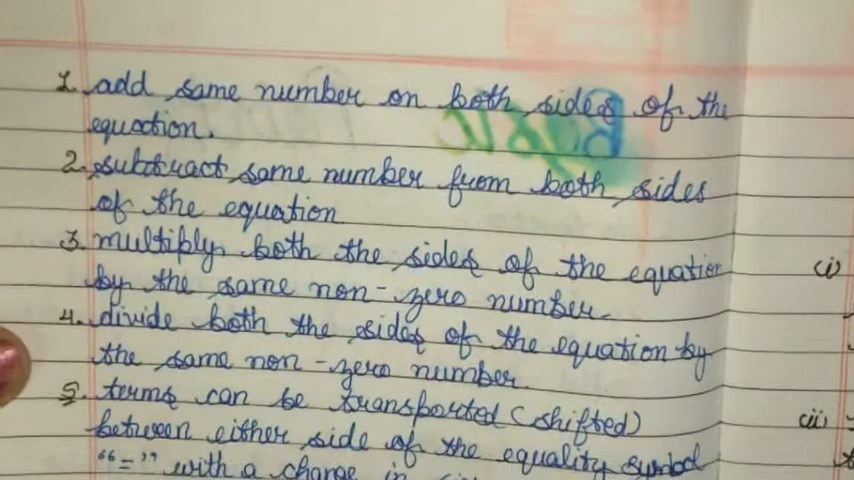 1. add same number on both sides of the
equation.
2. subtract same number from both sides
of the equation
3. multiply both the sides of the equation (i)
by the same non-zero number.
4. divide both the sides of the equation by
the same non-zero number.
5. terms can be transported (shifted) (ii)
between either side of the equality symbol
"=" with a change in